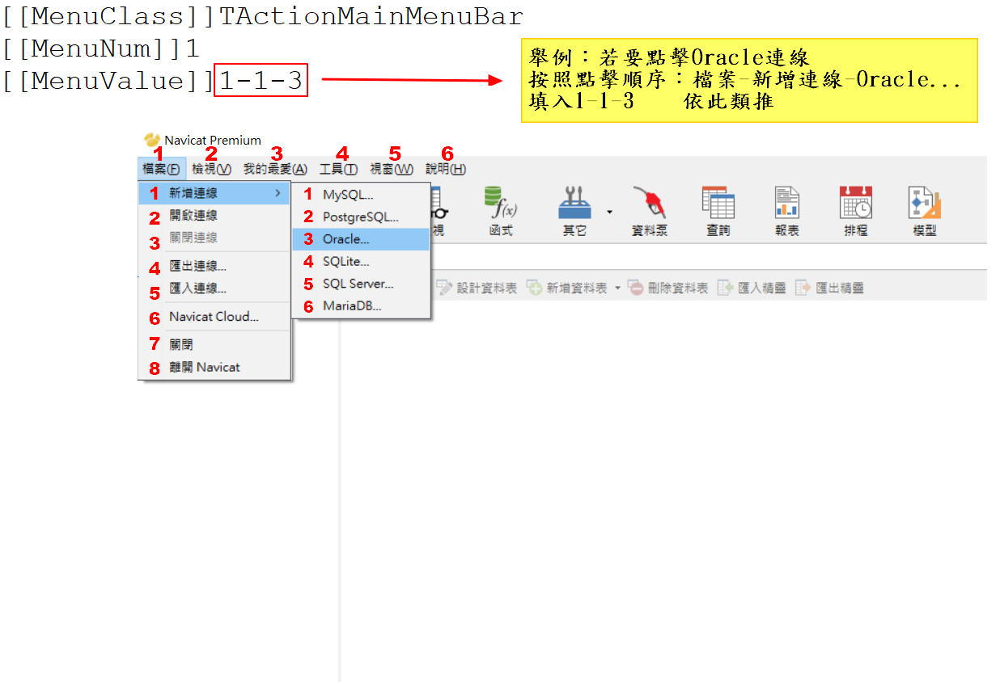 [[MenuClass]]TActionMainMenuBar
[[MenuNum]]1
[[MenuValue]]1-1-3
舉例：若要點擊Oracle連線
按照點擊順序：檔案-新增連線-Oracle...
填入1-1-3 依此類推
Navicat Premium
1 2 3 4 5 6
檔案(F) 檢視(V) 我的最愛(A) 工具(T) 視窗(W) 說明(H)
1 新增連線 >
2 開啟連線
3 關閉連線
4 匯出連線...
5 匯入連線...
6 Navicat Cloud...
7 關閉
8 離開 Navicat
1 MySQL...
2 PostgreSQL...
3 Oracle...
4 SQLite...
5 SQL Server...
6 MariaDB...
f(x)
視 函式 其它 資料泵 查詢 報表 排程 模型
設計資料表 新增資料表 刪除資料表 匯入精靈 匯出精靈